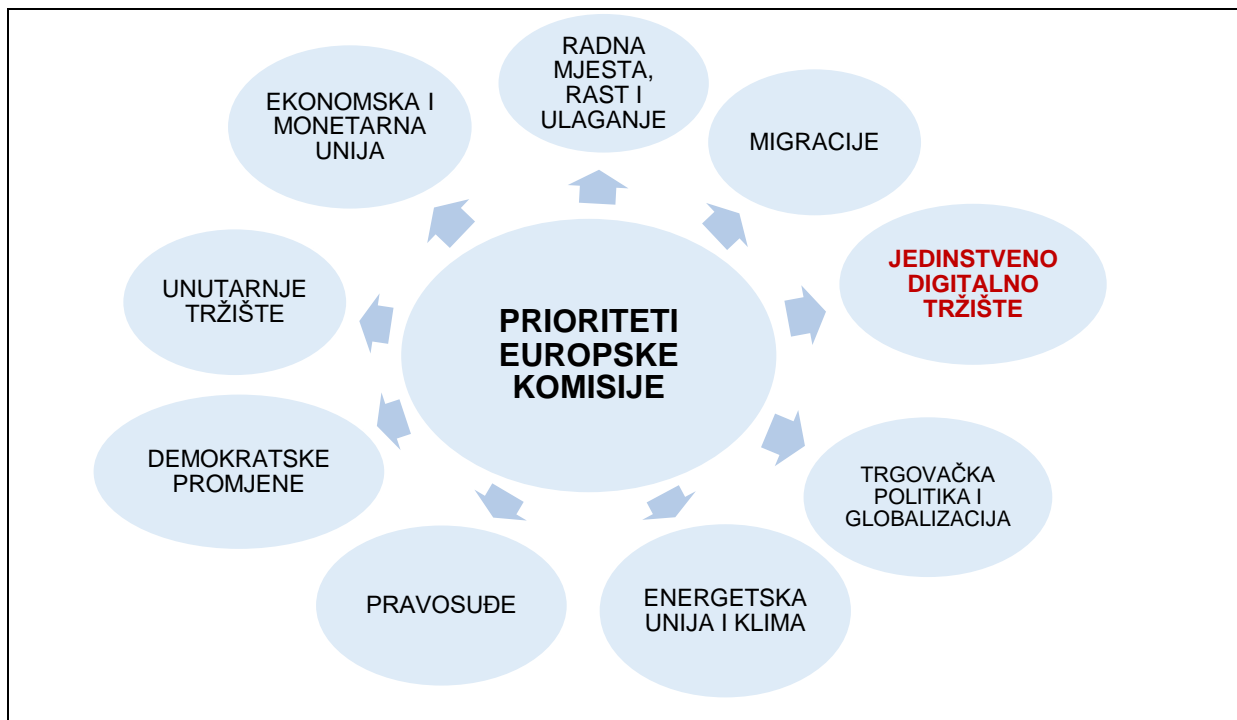 RADNA
MJESTA,
RAST I
ULAGANJE
MIGRACIJE
JEDINSTVENO
DIGITALNO
TRŽIŠTE
TRGOVAČKA
POLITIKA I
GLOBALIZACIJA
ENERGETSKA
UNIJA I KLIMA
PRAVOSUĐE
DEMOKRATSKE
PROMJENE
UNUTARNJE
TRŽIŠTE
EKONOMSKA I
MONETARNA
UNIJA
PRIORITETI
EUROPSKE
KOMISIJE